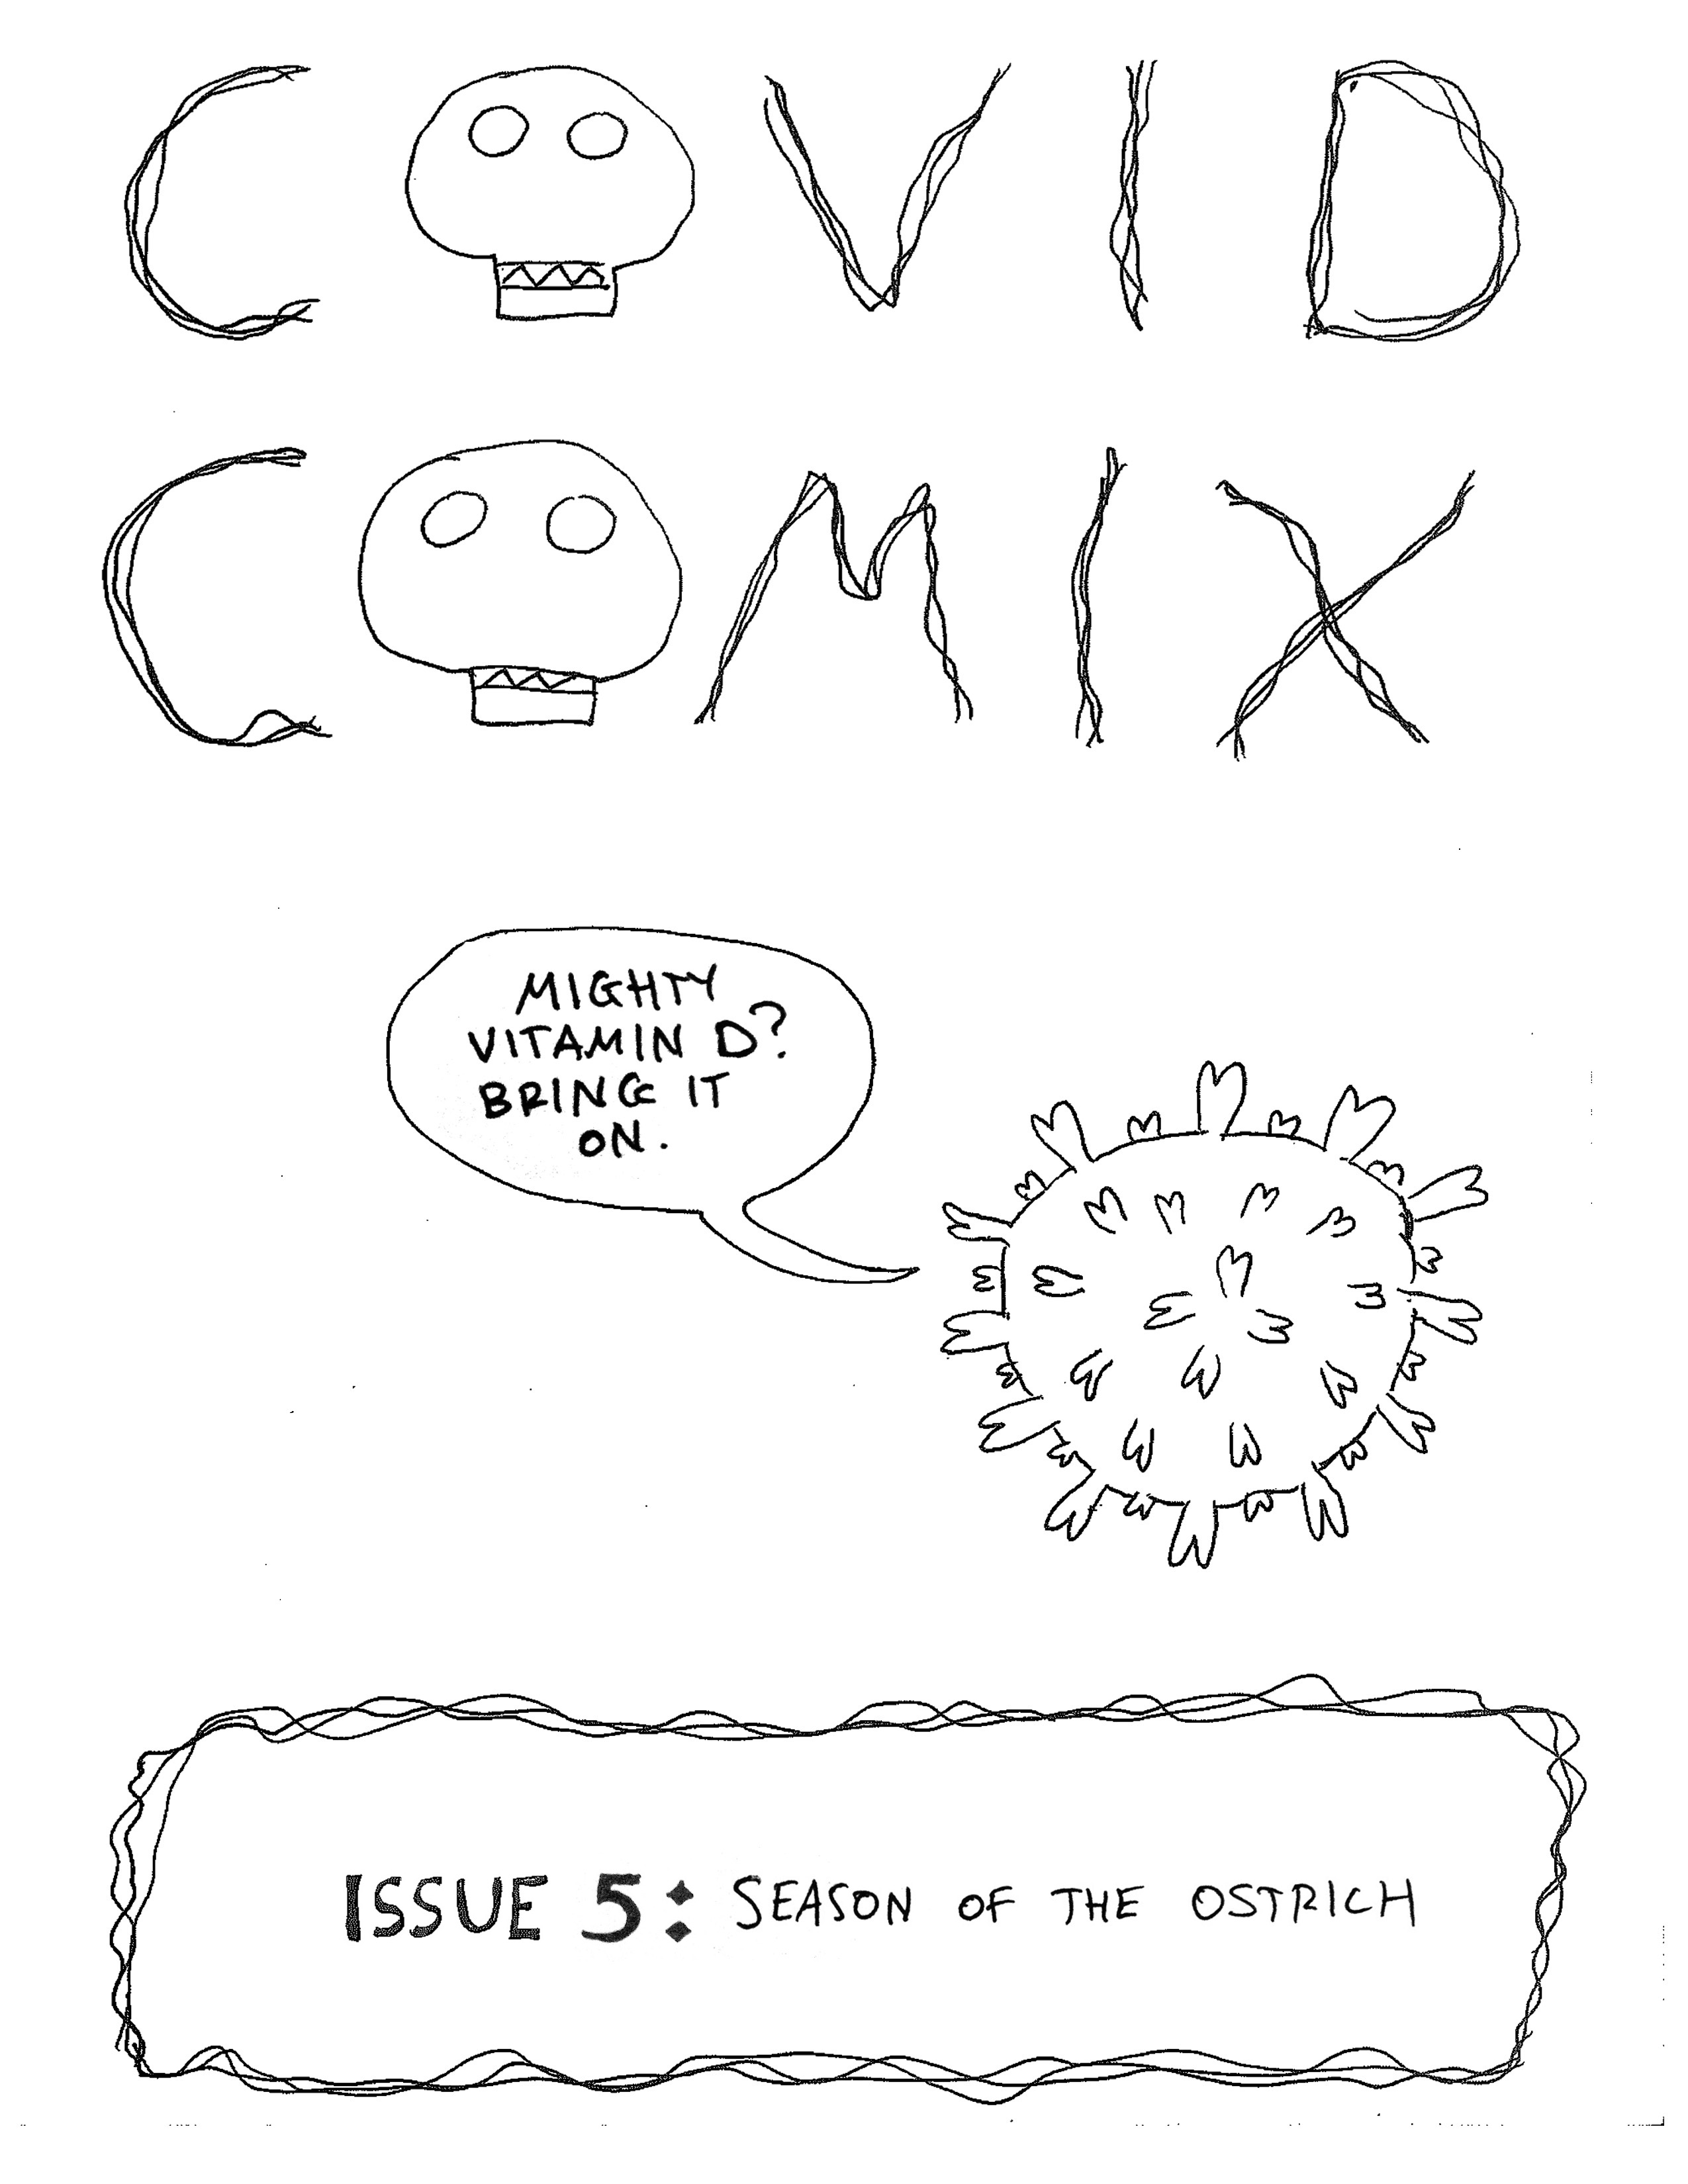 COVID
COMIX
MIGHTY
VITAMIN D?
BRING IT
ON.
ISSUE 5: SEASON OF THE OSTRICH